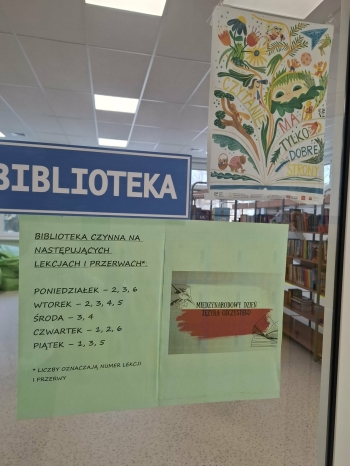 CZYTANIE
MA
TYLKO
DOBRE
STRONY
BIBLIOTEKA
BIBLIOTEKA CZYNNA NA
NASTĘPUJĄCYCH
LEKCJACH I PRZERWACH*:
PONIEDZIAŁEK – 2, 3, 6
WTOREK – 2, 3, 4, 5
ŚRODA – 3, 4
CZWARTEK – 1, 2, 6
PIĄTEK – 1, 3, 5
* LICZBY OZNACZAJĄ NUMER LEKCJI
I PRZERWY
MIĘDZYNARODOWY DZIEŃ
JĘZYKA OJCZYSTEGO